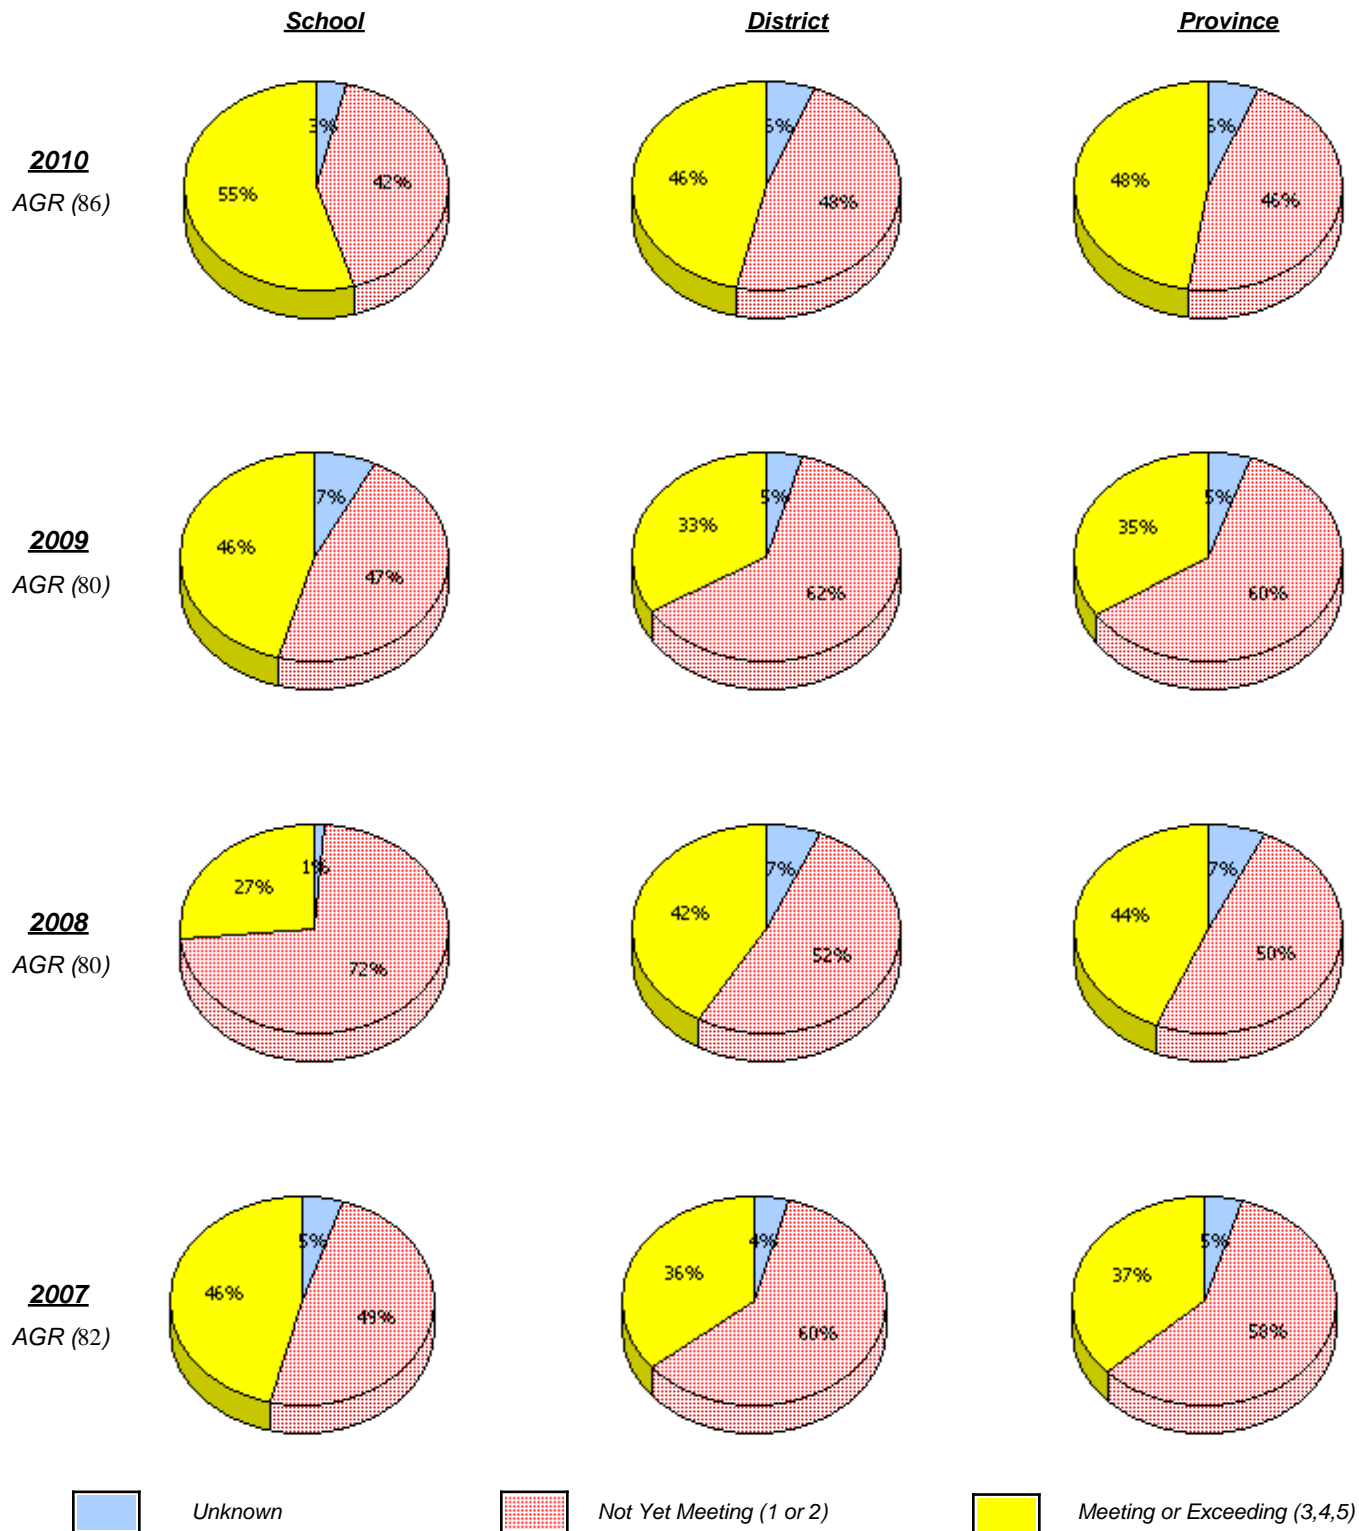 School District Province
3% 6% 6%
2010
55% 42% 46% 48% 48% 46%
AGR (86)
7% 5% 5%
2009
46% 47% 33% 62% 35% 60%
AGR (80)
1% 7% 7%
2008
27% 72% 42% 52% 44% 50%
AGR (80)
5% 4% 5%
2007
46% 49% 36% 60% 37% 58%
AGR (82)
Unknown Not Yet Meeting (1 or 2) Meeting or Exceeding (3,4,5)